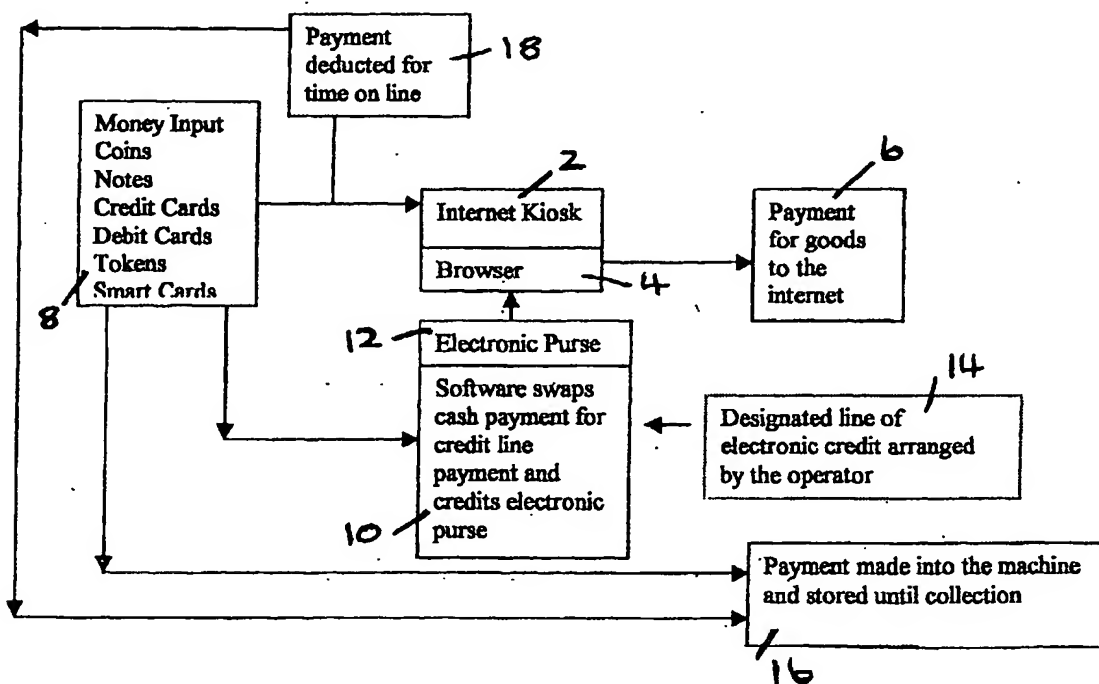 Payment
deducted for
time on line
18
Money Input
Coins
Notes
Credit Cards
Debit Cards
Tokens
Smart Cards
8
2
Internet Kiosk
Browser
4
6
Payment
for goods
to the
internet
12
Electronic Purse
Software swaps
cash payment for
credit line
payment and
credits electronic
purse
10
14
Designated line of
electronic credit arranged
by the operator
Payment made into the machine
and stored until collection
16